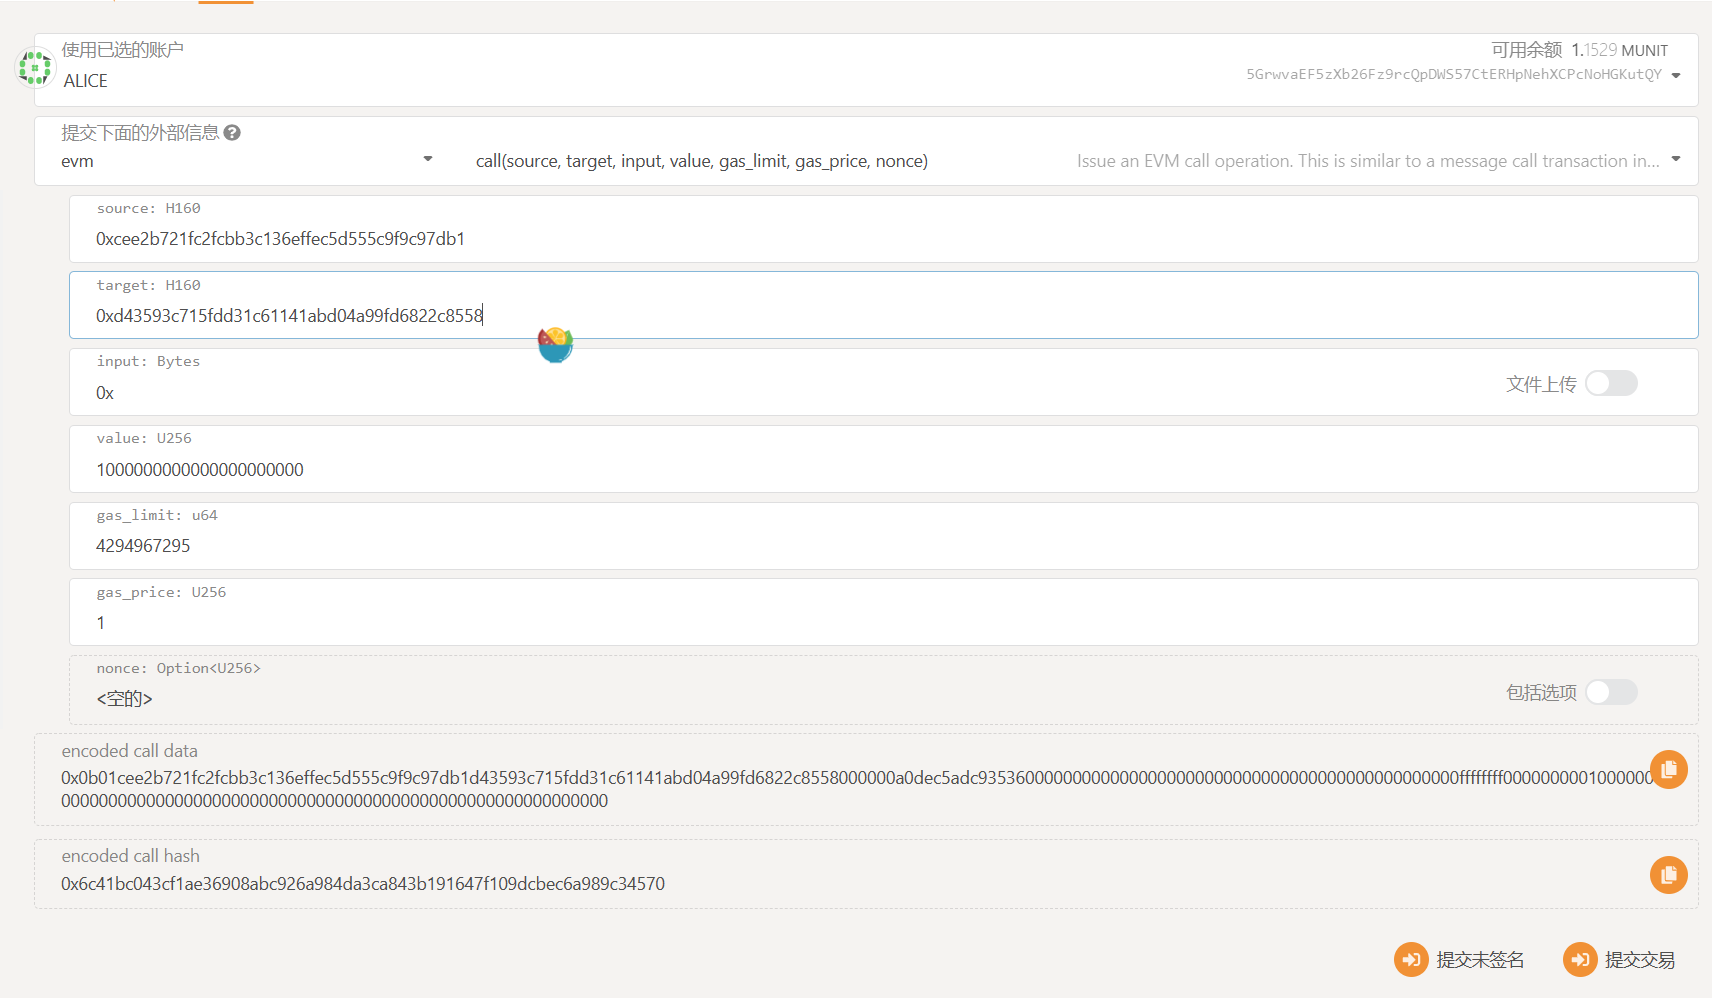 使用已选的账户
可用余额 1.1529 MUNIT
ALICE
5GrwvaEF5zXb26Fz9rcQpDWS57CtERHpNehXCPcNoHGKutQY
提交下面的外部信息
evm
call(source, target, input, value, gas_limit, gas_price, nonce)
Issue an EVM call operation. This is similar to a message call transaction in...
source: H160
0xcee2b721fc2fcbb3c136effec5d555c9f9c97db1
target: H160
0xd43593c715fdd31c61141abd04a99fd6822c8558
input: Bytes
0x
文件上传
value: U256
1000000000000000000000
gas_limit: u64
4294967295
gas_price: U256
1
nonce: Option<U256>
<空的>
包括选项
encoded call data
encoded call hash
0x6c41bc043cf1ae36908abc926a984da3ca843b191647f109dcbec6a989c34570
提交未签名
提交交易